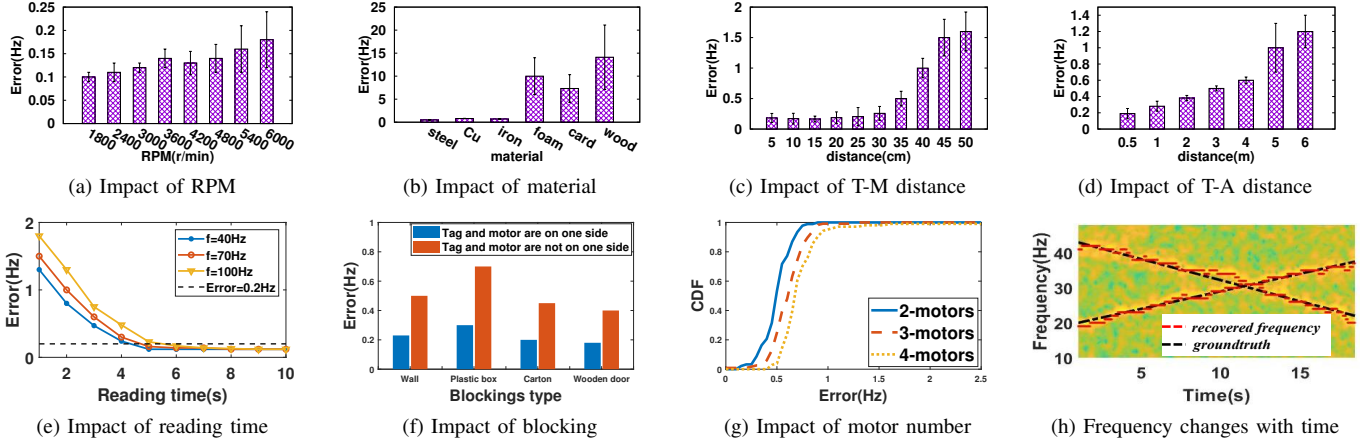 0.25
0.2
0.15
0.1
0.05
0
Error(Hz)
1800 2400 3000 3600 4200 4800 5400 6000
RPM(r/min)
(a) Impact of RPM
25
20
15
10
5
0
Error(Hz)
steel Cu iron foam card wood
material
(b) Impact of material
2
1.5
1
0.5
0
Error(Hz)
5 10 15 20 25 30 35 40 45 50
distance(cm)
(c) Impact of T-M distance
1.4
1.2
1
0.8
0.6
0.4
0.2
0
Error(Hz)
0.5 1 2 3 4 5 6
distance(m)
(d) Impact of T-A distance
2
1
0
Error(Hz)
f=40Hz
f=70Hz
f=100Hz
Error=0.2Hz
2 4 6 8 10
Reading time(s)
(e) Impact of reading time
1
0.8
0.6
0.4
0.2
0
Error(Hz)
Tag and motor are on one side
Tag and motor are not on one side
Wall Plastic box Carton Wooden door
Blockings type
(f) Impact of blocking
1
0.8
0.6
0.4
0.2
0
CDF
2-motors
3-motors
4-motors
0 0.5 1 1.5 2 2.5
Error(Hz)
(g) Impact of motor number
40
30
20
10
Frequency(Hz)
recovered frequency
groundtruth
5 10 15
Time(s)
(h) Frequency changes with time